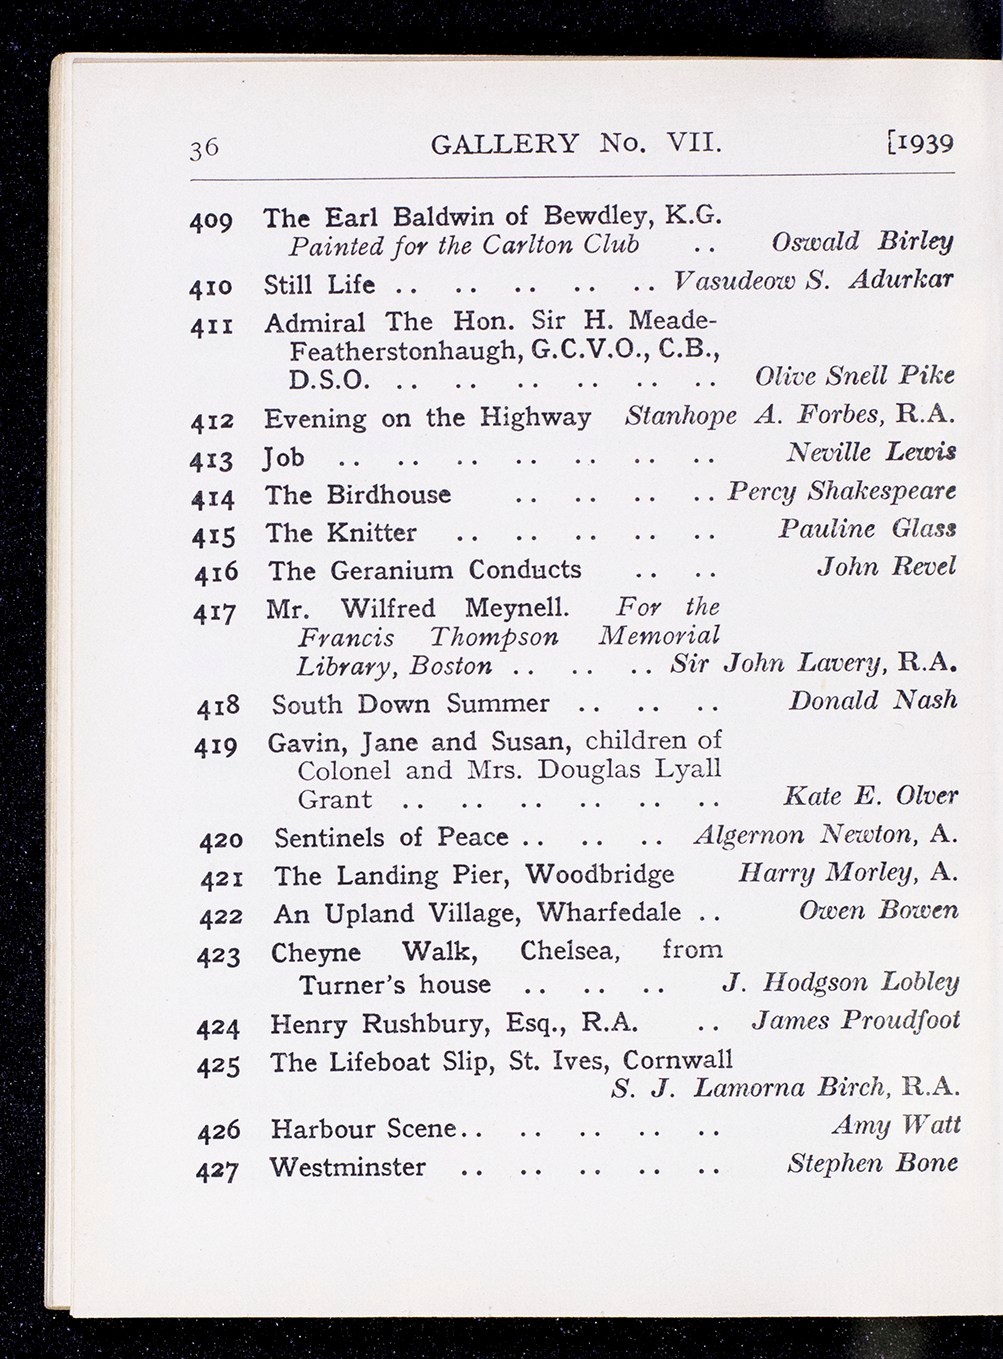 36 GALLERY No. VII. [1939
409 The Earl Baldwin of Bewdley, K.G.
Painted for the Carlton Club .. Oswald Birley
410 Still Life .. .. .. .. .. Vasudeow S. Adurkar
411 Admiral The Hon. Sir H. Meade-
Featherstonhaugh, G.C.V.O., C.B.,
D.S.O. .. .. .. .. .. .. Olive Snell Pike
412 Evening on the Highway Stanhope A. Forbes, R.A.
413 Job .. .. .. .. .. .. .. Neville Lewis
414 The Birdhouse .. .. .. .. Percy Shakespeare
415 The Knitter .. .. .. .. .. Pauline Glass
416 The Geranium Conducts .. .. John Revel
417 Mr. Wilfred Meynell. For the
Francis Thompson Memorial
Library, Boston .. .. .. Sir John Lavery, R.A.
418 South Down Summer .. .. .. Donald Nash
419 Gavin, Jane and Susan, children of
Colonel and Mrs. Douglas Lyall
Grant .. .. .. .. .. .. Kate E. Olver
420 Sentinels of Peace .. .. .. Algernon Newton, A.
421 The Landing Pier, Woodbridge Harry Morley, A.
422 An Upland Village, Wharfedale .. Owen Bowen
423 Cheyne Walk, Chelsea, from
Turner's house .. .. .. J. Hodgson Lobley
424 Henry Rushbury, Esq., R.A. .. James Proudfoot
425 The Lifeboat Slip, St. Ives, Cornwall
S. J. Lamorna Birch, R.A.
426 Harbour Scene .. .. .. .. .. Amy Watt
427 Westminster .. .. .. .. .. Stephen Bone